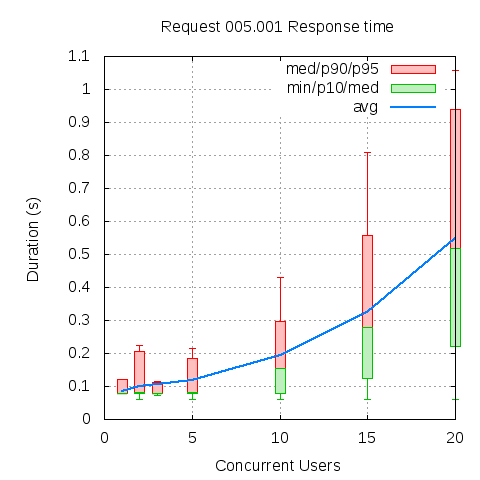 Request 005.001 Response time
med/p90/p95
min/p10/med
avg
Duration (s)
1.1
1
0.9
0.8
0.7
0.6
0.5
0.4
0.3
0.2
0.1
0
0 5 10 15 20
Concurrent Users